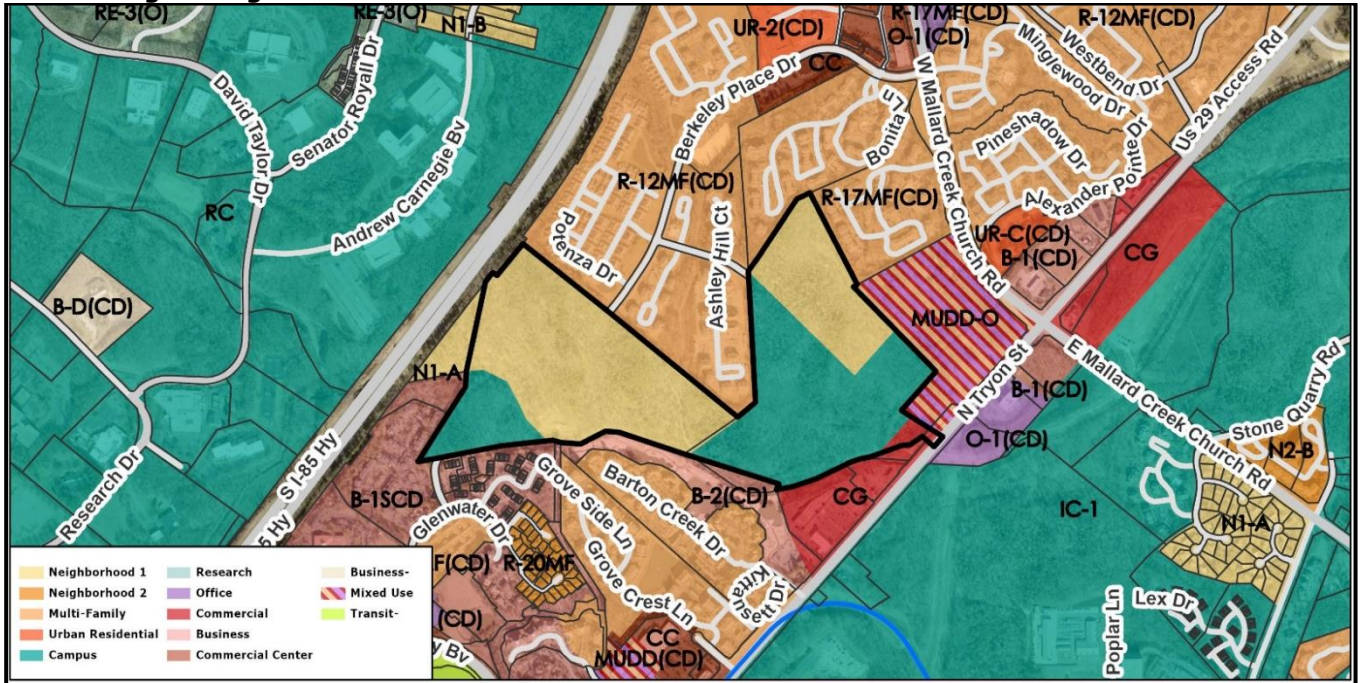 RE-3(O)
RE-3(O)
N1-B
UR-2(CD)
R-17MF(CD)
O-1(CD)
R-12MF(CD)
CC
David Taylor Dr
Senator Royall Dr
Andrew Carnegie Bv
Berkeley Place Dr
W Mallard Creek Church Rd
Minglewood Dr
Westbend Dr
Us 29 Access Rd
Bonita Ln
Pineshadow Dr
Alexander Pointe Dr
RC
R-12MF(CD)
R-17MF(CD)
Potenza Dr
Ashley Hill Ct
UR-C(CD)
B-1(CD)
CG
B-D(CD)
MUDD-O
E Mallard Creek Church Rd
N1-A
N Tryon St
B-1(CD)
Stone Quarry Rd
O-1(CD)
N2-B
Research Dr
S I-85 Hy
5 Hy
B-1SCD
Glenwater Dr
Grove Side Ln
Barton Creek Dr
B-2(CD)
CG
IC-1
N1-A
F(CD)
R-20MF
Grove Crest Ln
Kittansett Dr
Lex Dr
Poplar Ln
(CD)
y Bv
CC
MUDD(CD)
Neighborhood 1
Neighborhood 2
Multi-Family
Urban Residential
Campus
Research
Office
Commercial
Business
Commercial Center
Business-
Mixed Use
Transit-